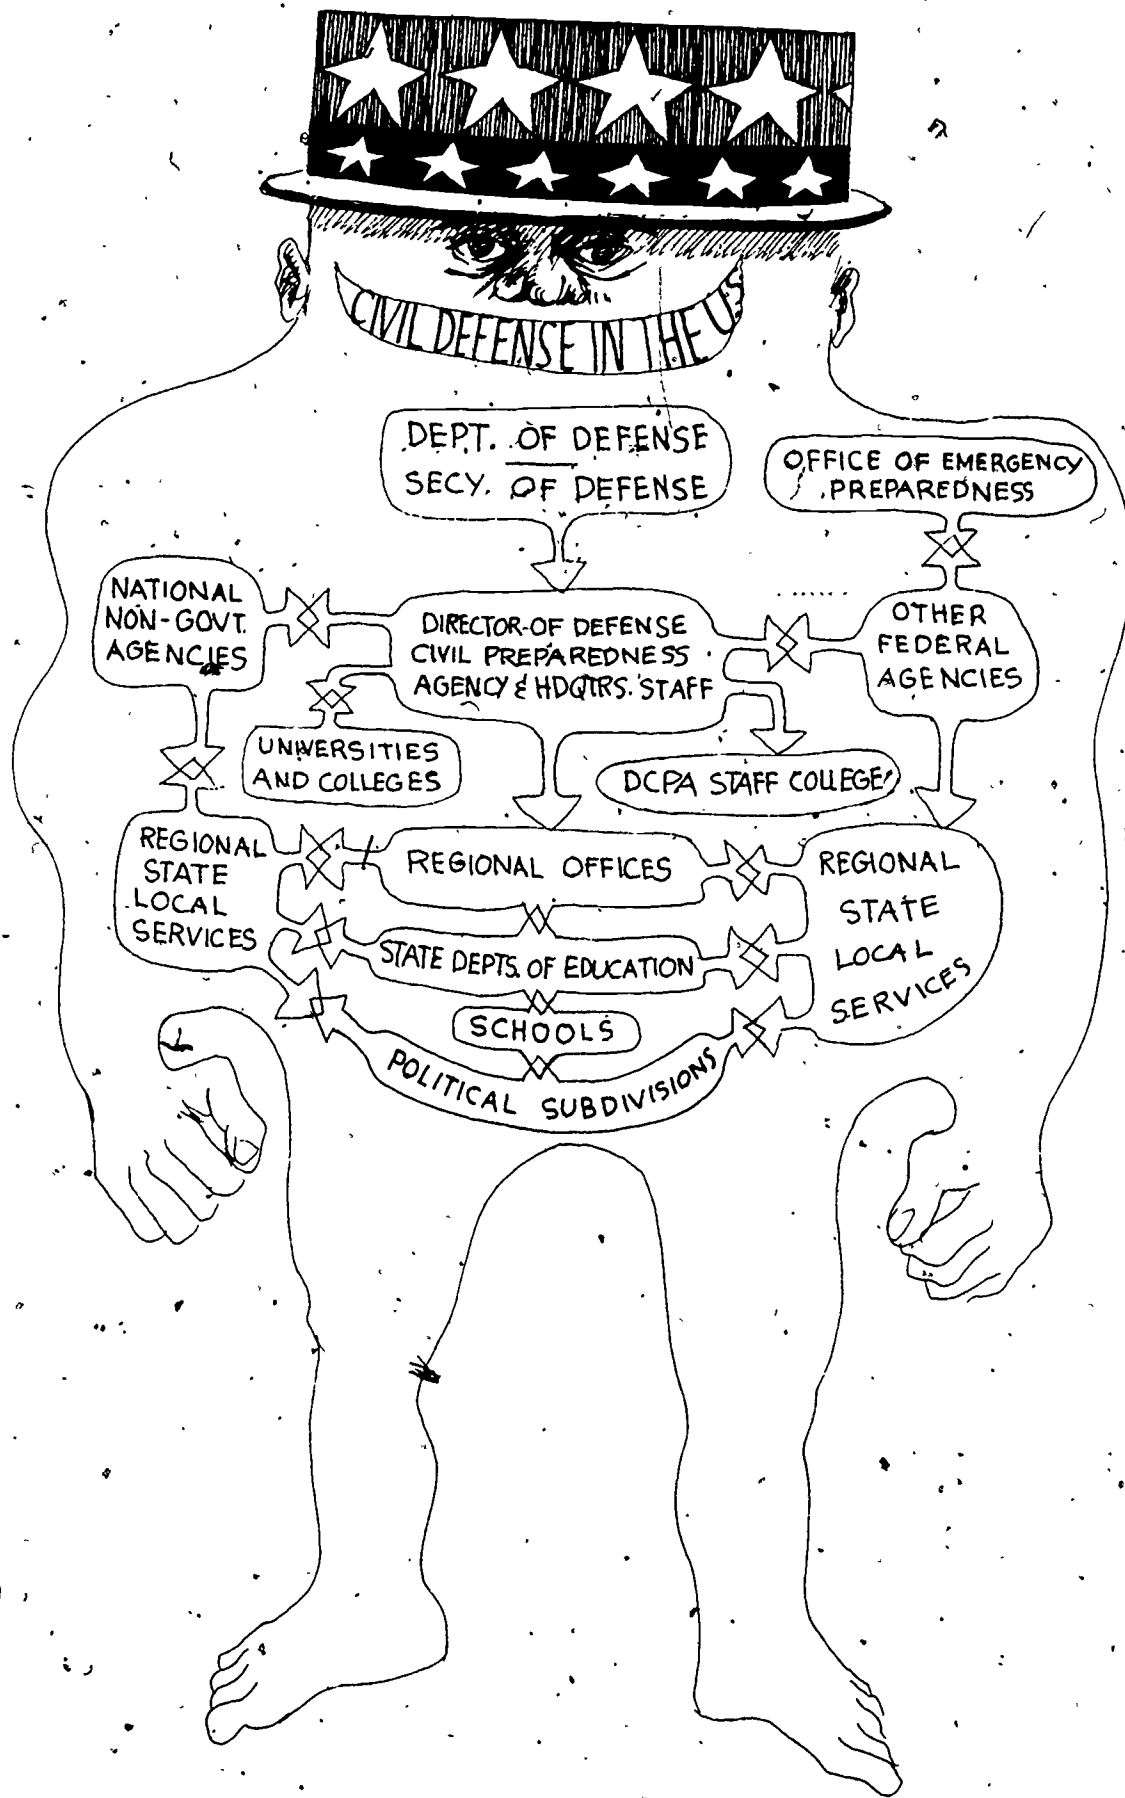 CIVIL DEFENSE IN THE U.S.
DEPT. OF DEFENSE
SECY. OF DEFENSE
OFFICE OF EMERGENCY
PREPAREDNESS
NATIONAL
NON-GOVT.
AGENCIES
DIRECTOR OF DEFENSE
CIVIL PREPAREDNESS
AGENCY & HDQTRS. STAFF
OTHER
FEDERAL
AGENCIES
UNIVERSITIES
AND COLLEGES
DCPA STAFF COLLEGE
REGIONAL
STATE
LOCAL
SERVICES
REGIONAL OFFICES
REGIONAL
STATE
LOCAL
SERVICES
STATE DEPTS. OF EDUCATION
SCHOOLS
POLITICAL SUBDIVISIONS